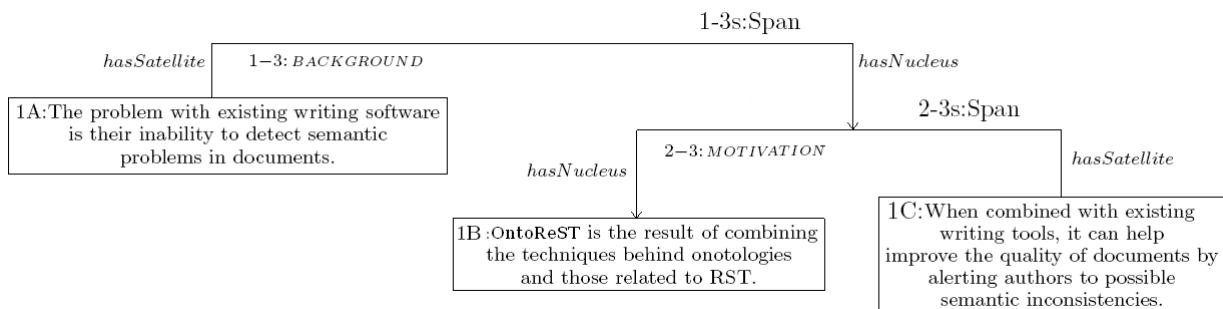 1-3s:Span
hasSatellite
1−3: BACKGROUND
hasNucleus
1A:The problem with existing writing software
is their inability to detect semantic
problems in documents.
2-3s:Span
2−3: MOTIVATION
hasNucleus
hasSatellite
1B:OntoReST is the result of combining
the techniques behind onotologies
and those related to RST.
1C:When combined with existing
writing tools, it can help
improve the quality of documents by
alerting authors to possible
semantic inconsistencies.